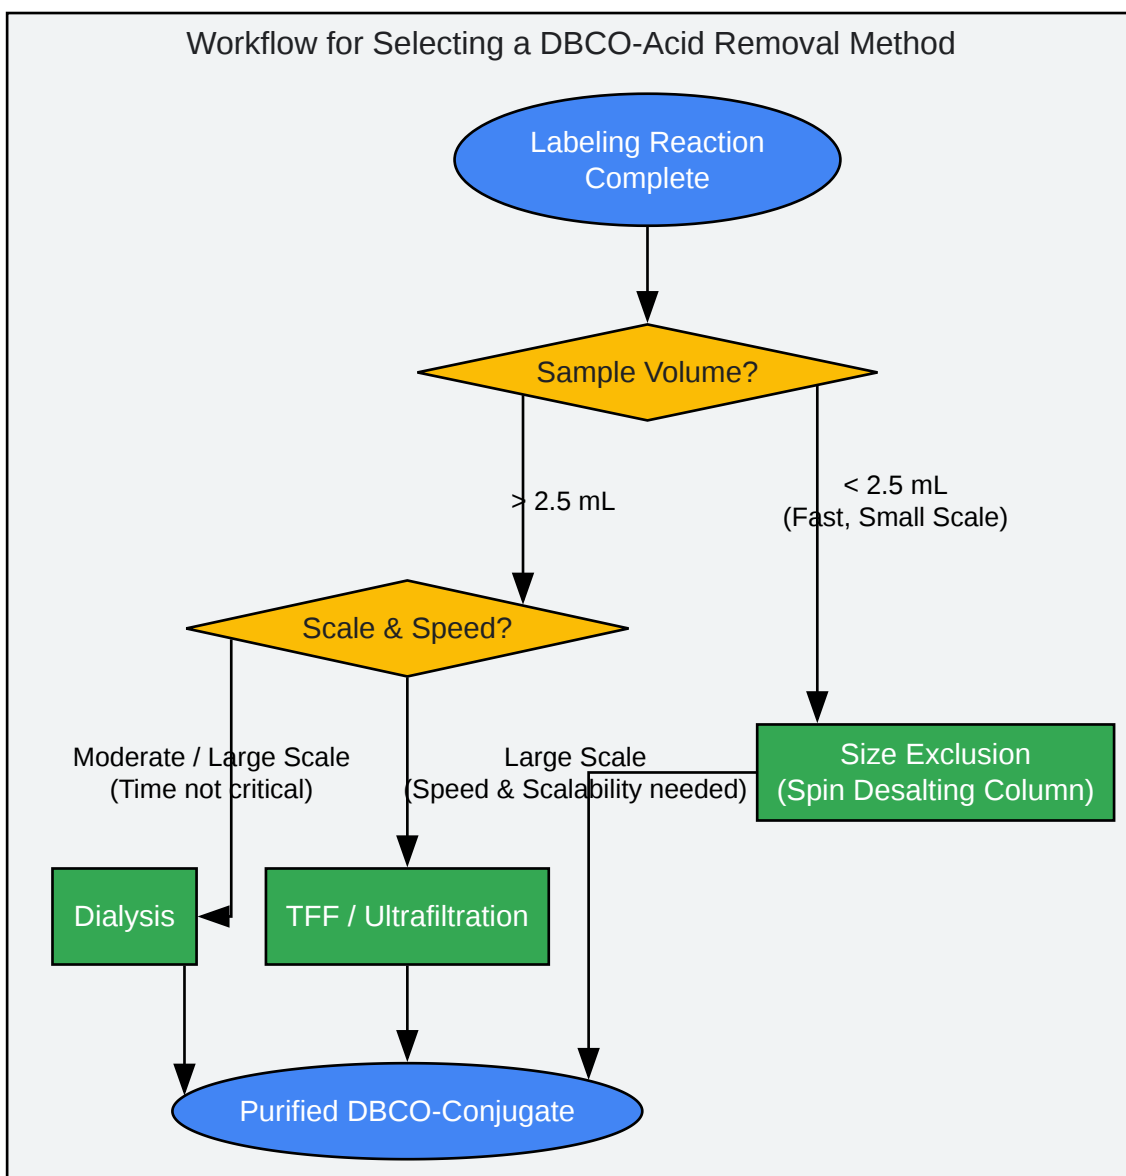 Workflow for Selecting a DBCO-Acid Removal Method
Labeling Reaction
Complete
Sample Volume?
> 2.5 mL
< 2.5 mL
(Fast, Small Scale)
Scale & Speed?
Moderate / Large Scale
(Time not critical)
Large Scale
(Speed & Scalability needed)
Size Exclusion
(Spin Desalting Column)
Dialysis
TFF / Ultrafiltration
Purified DBCO-Conjugate